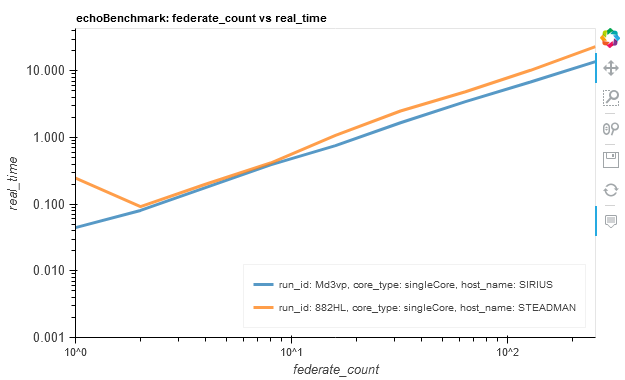 echoBenchmark: federate_count vs real_time
10.000
1.000
0.100
0.010
0.001
real_time
run_id: Md3vp, core_type: singleCore, host_name: SIRIUS
run_id: 882HL, core_type: singleCore, host_name: STEADMAN
10^0
10^1
10^2
federate_count